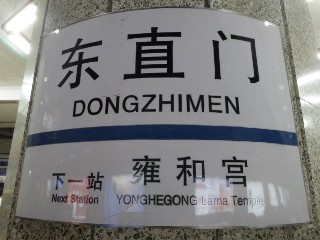 东直门
DONGZHIMEN
下一站 雍和宫
Next Station YONGHEGONG Lama Temple